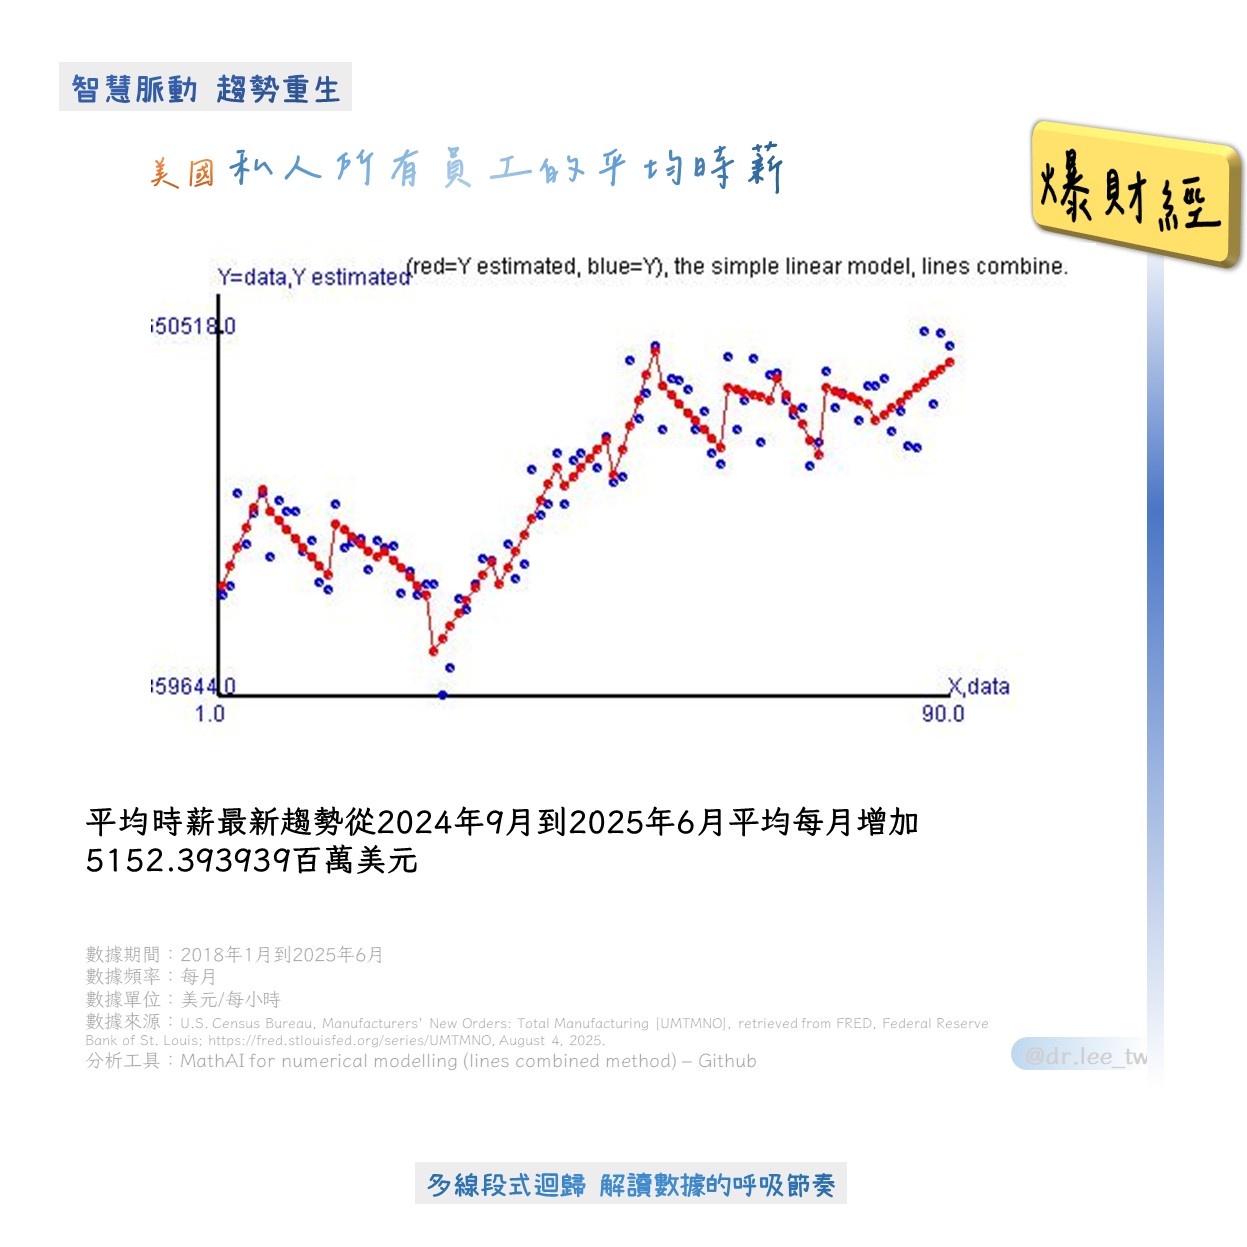 智慧脈動 趨勢重生
美國私人所有員工的平均時薪
爆財經
(red=Y estimated, blue=Y), the simple linear model, lines combine.
Y=data,Y estimated
50518.0
59644.0
X,data
1.0
90.0
平均時薪最新趨勢從2024年9月到2025年6月平均每月增加
5152.393939百萬美元
數據期間：2018年1月到2025年6月
數據頻率：每月
數據單位：美元/每小時
數據來源：U.S. Census Bureau, Manufacturers' New Orders: Total Manufacturing [UMTMNO], retrieved from FRED, Federal Reserve
Bank of St. Louis; https://fred.stlouisfed.org/series/UMTMNO, August 4, 2025.
分析工具：MathAI for numerical modelling (lines combined method) – Github
@dr.lee_tw
多線段式迴歸 解讀數據的呼吸節奏